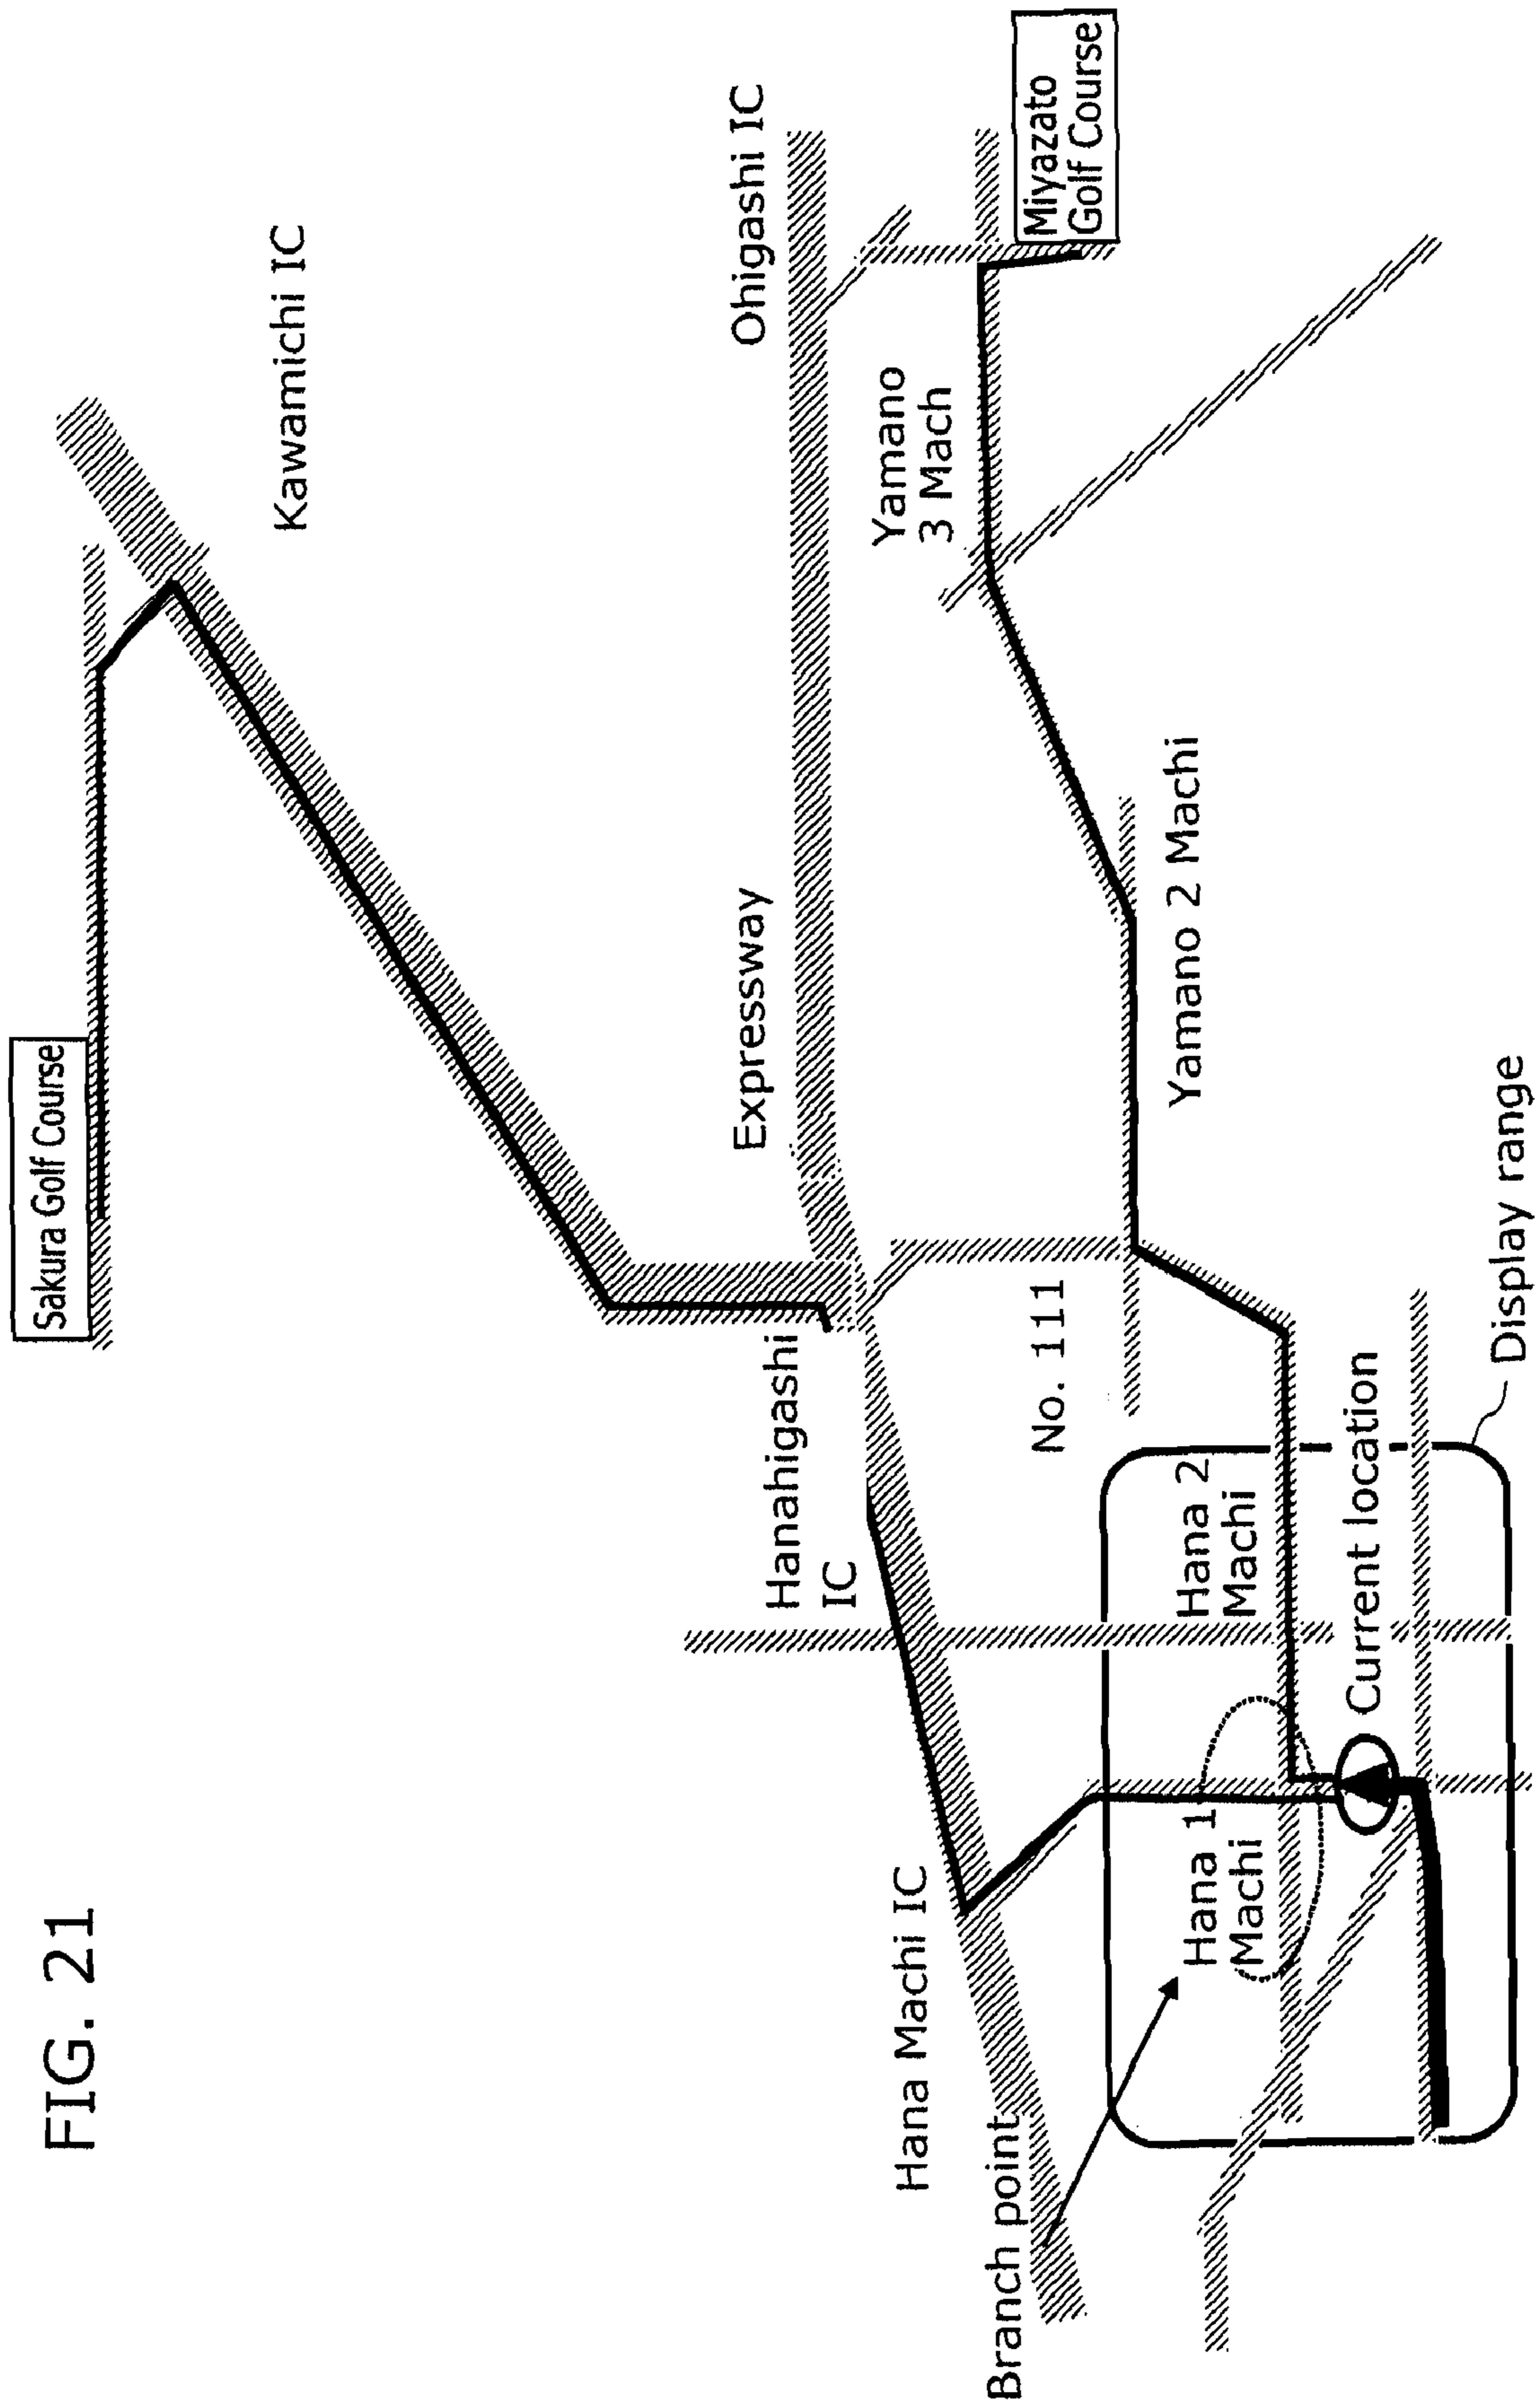 FIG. 21
Sakura Golf Course
Kawamichi IC
Hanahigashi
IC
Expressway
Ohigashi IC
Hana Machi IC
Yamano
3 Mach
Miyazato
Golf Course
Branch point
No. 111
Hana 1
Machi
Hana 2
Machi
Yamano 2 Machi
Current location
Display range